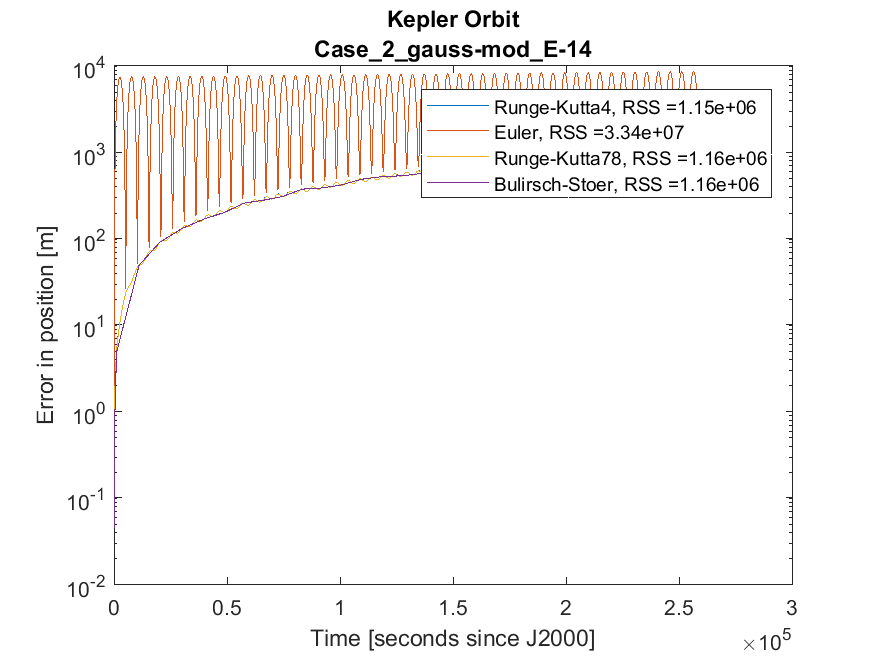 Kepler Orbit
Case_2_gauss-mod_E-14
10^4
10^3
10^2
10^1
10^0
10^-1
10^-2
Error in position [m]
Runge-Kutta4, RSS =1.15e+06
Euler, RSS =3.34e+07
Runge-Kutta78, RSS =1.16e+06
Bulirsch-Stoer, RSS =1.16e+06
0 0.5 1 1.5 2 2.5 3
Time [seconds since J2000]
×10^5